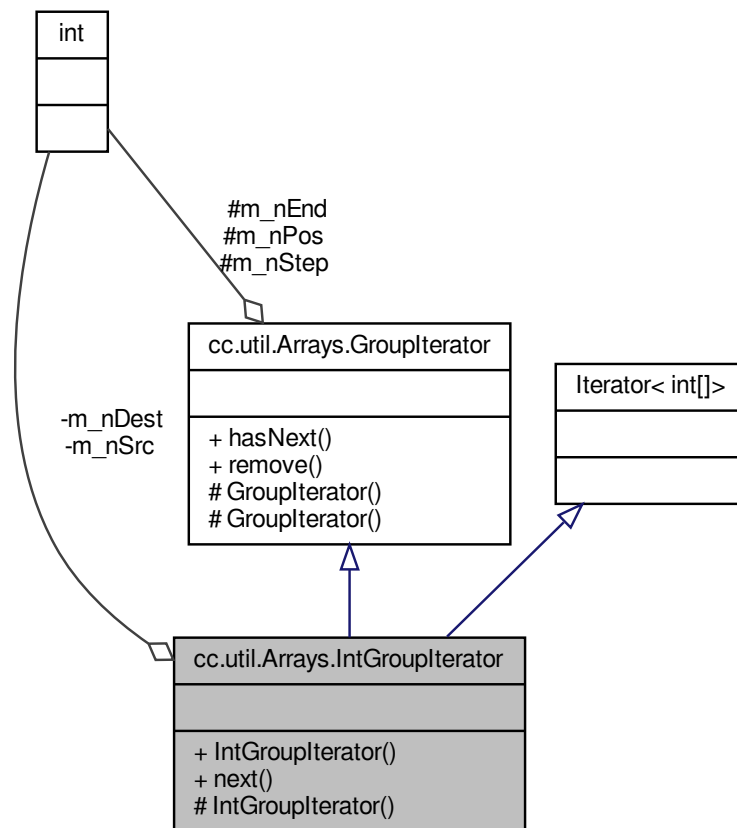 int
#m_nEnd
#m_nPos
#m_nStep
cc.util.Arrays.GroupIterator
+ hasNext()
+ remove()
# GroupIterator()
# GroupIterator()
Iterator< int[]>
-m_nDest
-m_nSrc
cc.util.Arrays.IntGroupIterator
+ IntGroupIterator()
+ next()
# IntGroupIterator()